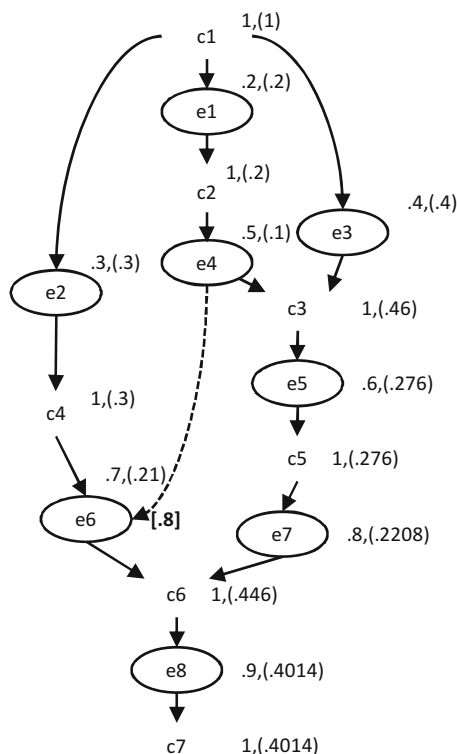 c1 1,(1)
.2,(.2)
e1
1,(.2)
c2
.4,(.4)
e3
.5,(.1)
e4
.3,(.3)
e2
c3 1,(.46)
e5 .6,(.276)
c4 1,(.3)
c5 1,(.276)
.7,(.21)
e6 [.8]
e7 .8,(.2208)
c6 1,(.446)
e8 .9,(.4014)
c7 1,(.4014)